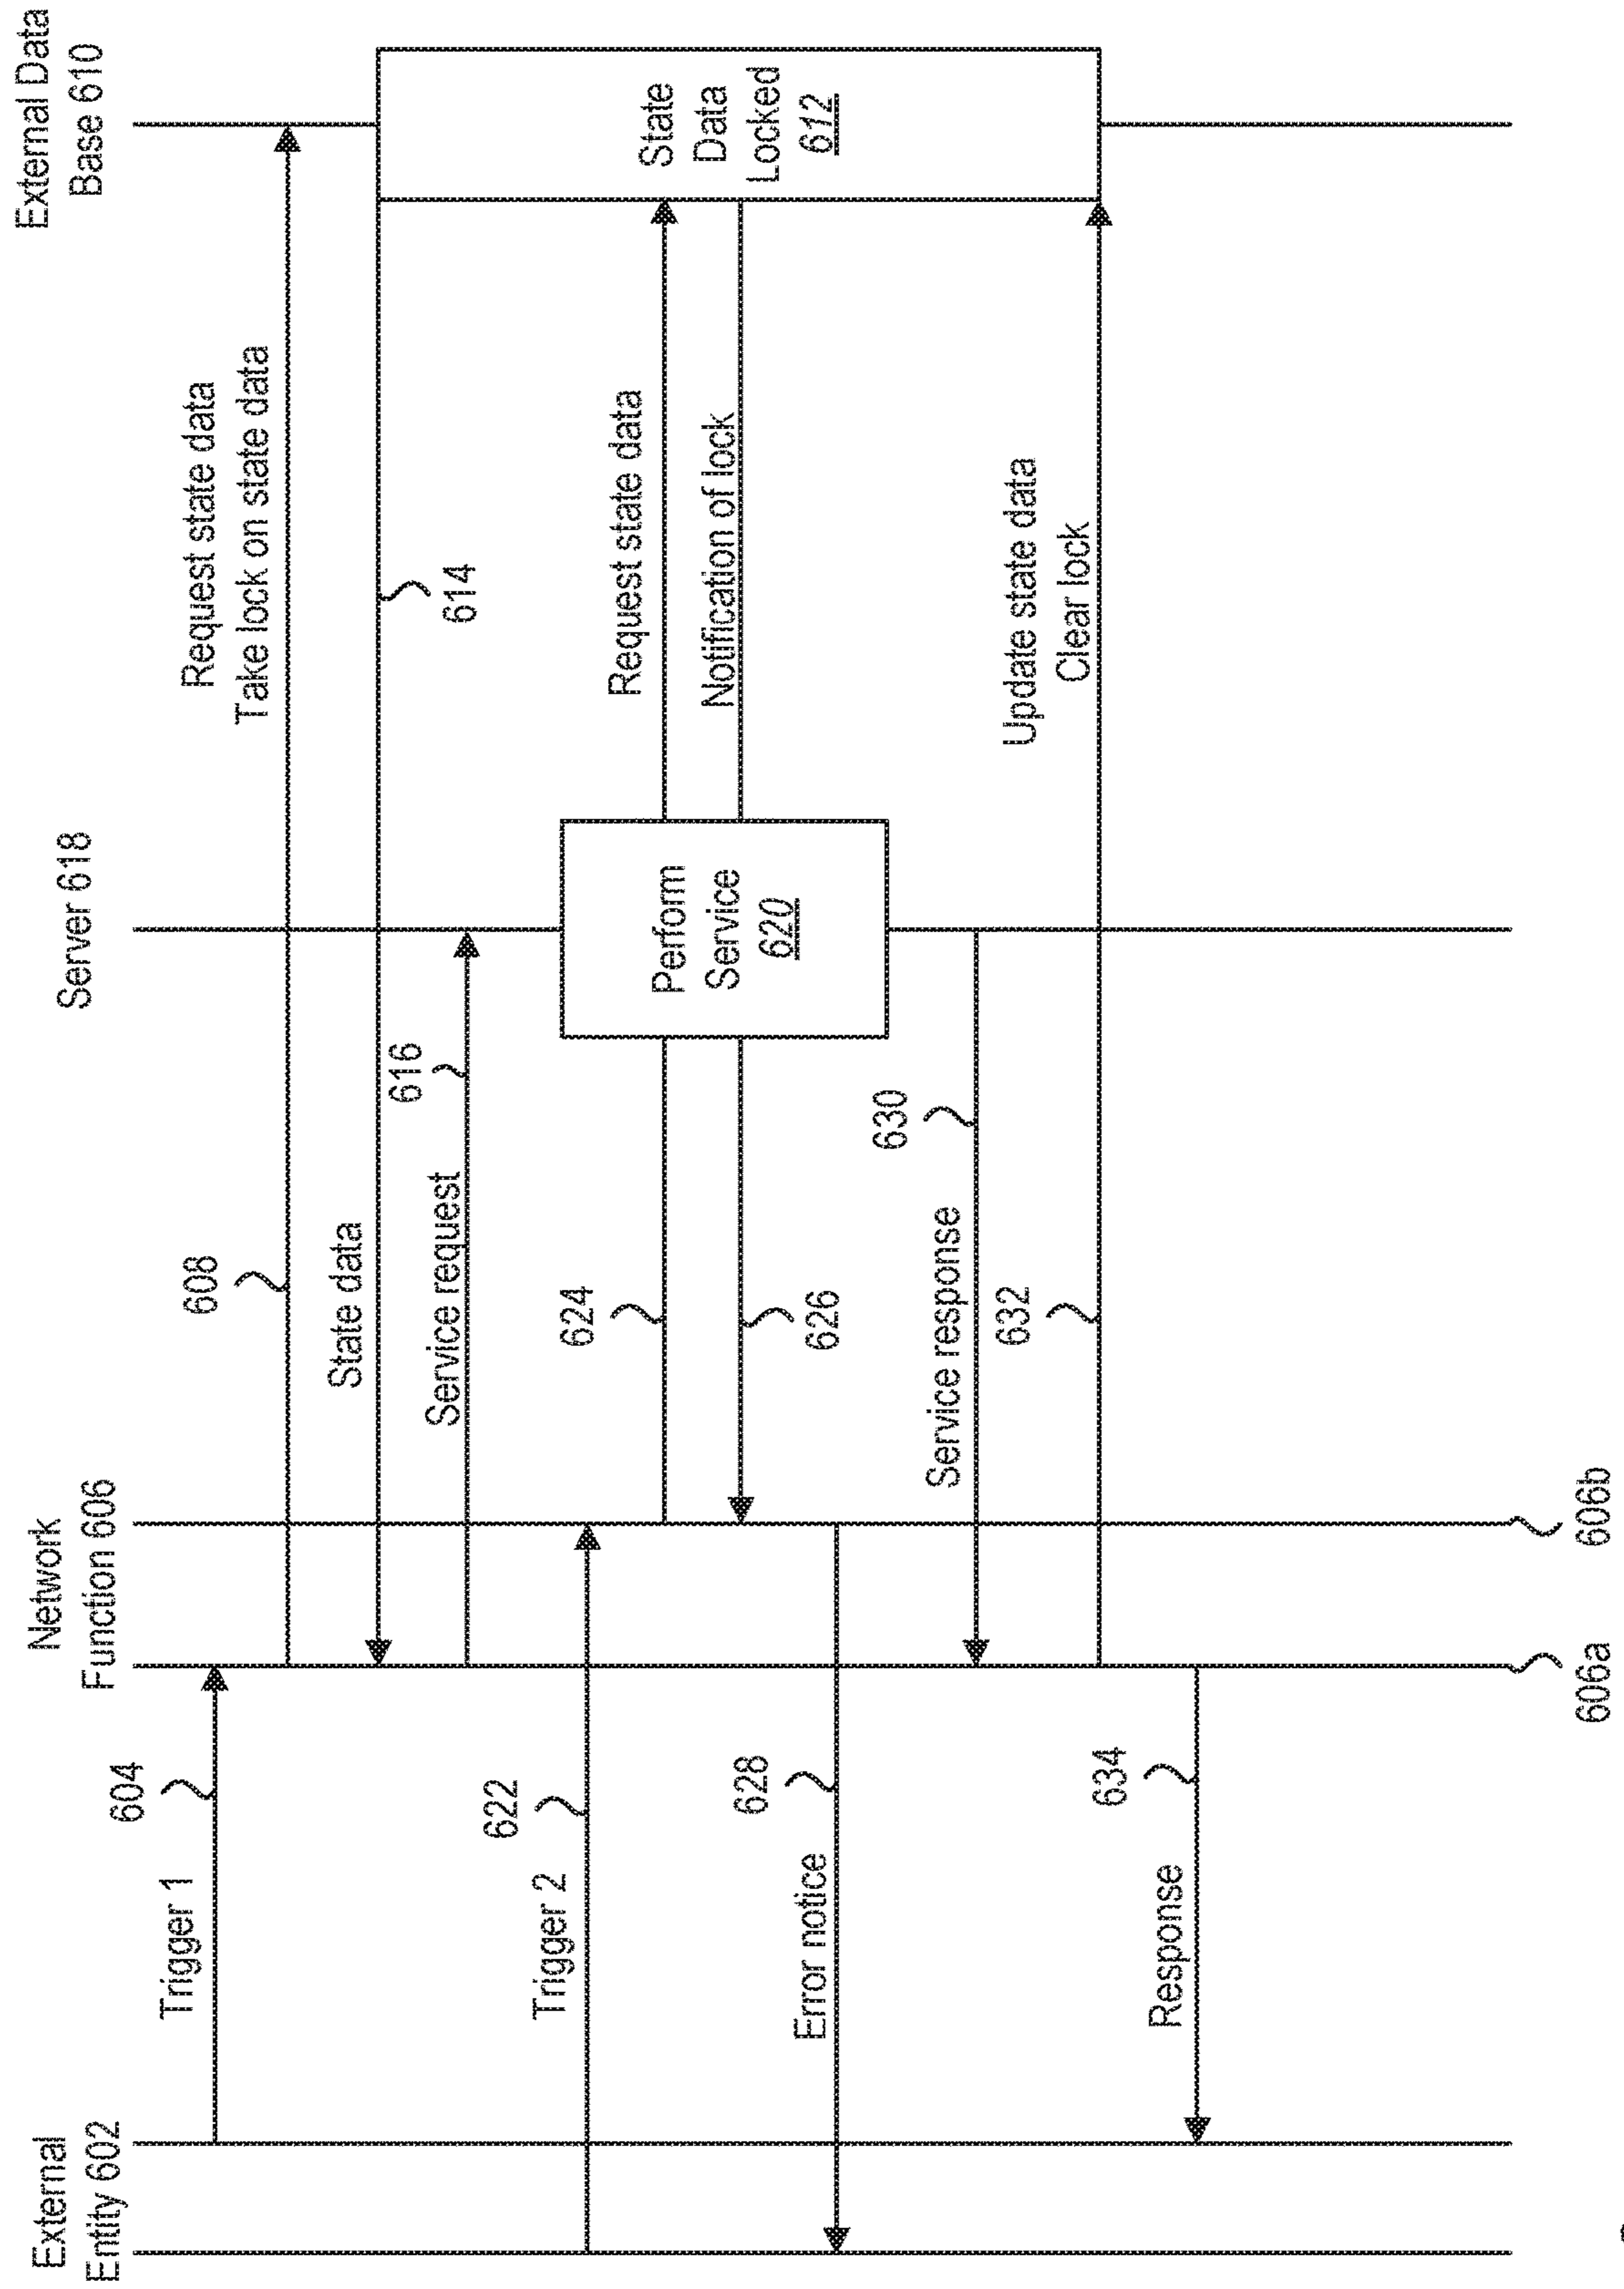 External
Entity 602
Network
Function 606
Server 618
External Data
Base 610
Trigger 1
604
608
Request state data
Take lock on state data
State data
614
Service request
616
Trigger 2
622
624
Request state data
Perform
Service
620
State
Data
Locked
612
626
Notification of lock
Error notice
628
Service response
630
632
Update state data
Clear lock
Response
634
606a
606b